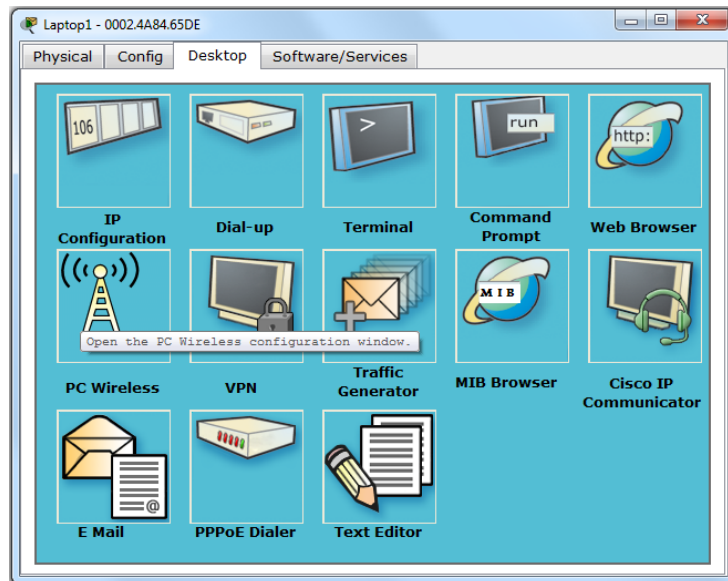 Laptop1 - 0002.4A84.65DE
Physical Config Desktop Software/Services
106
>
run
http:
IP
Configuration
Dial-up
Terminal
Command
Prompt
Web Browser
MIB
Open the PC Wireless configuration window.
PC Wireless
VPN
Traffic
Generator
MIB Browser
Cisco IP
Communicator
@
E Mail
PPPoE Dialer
Text Editor